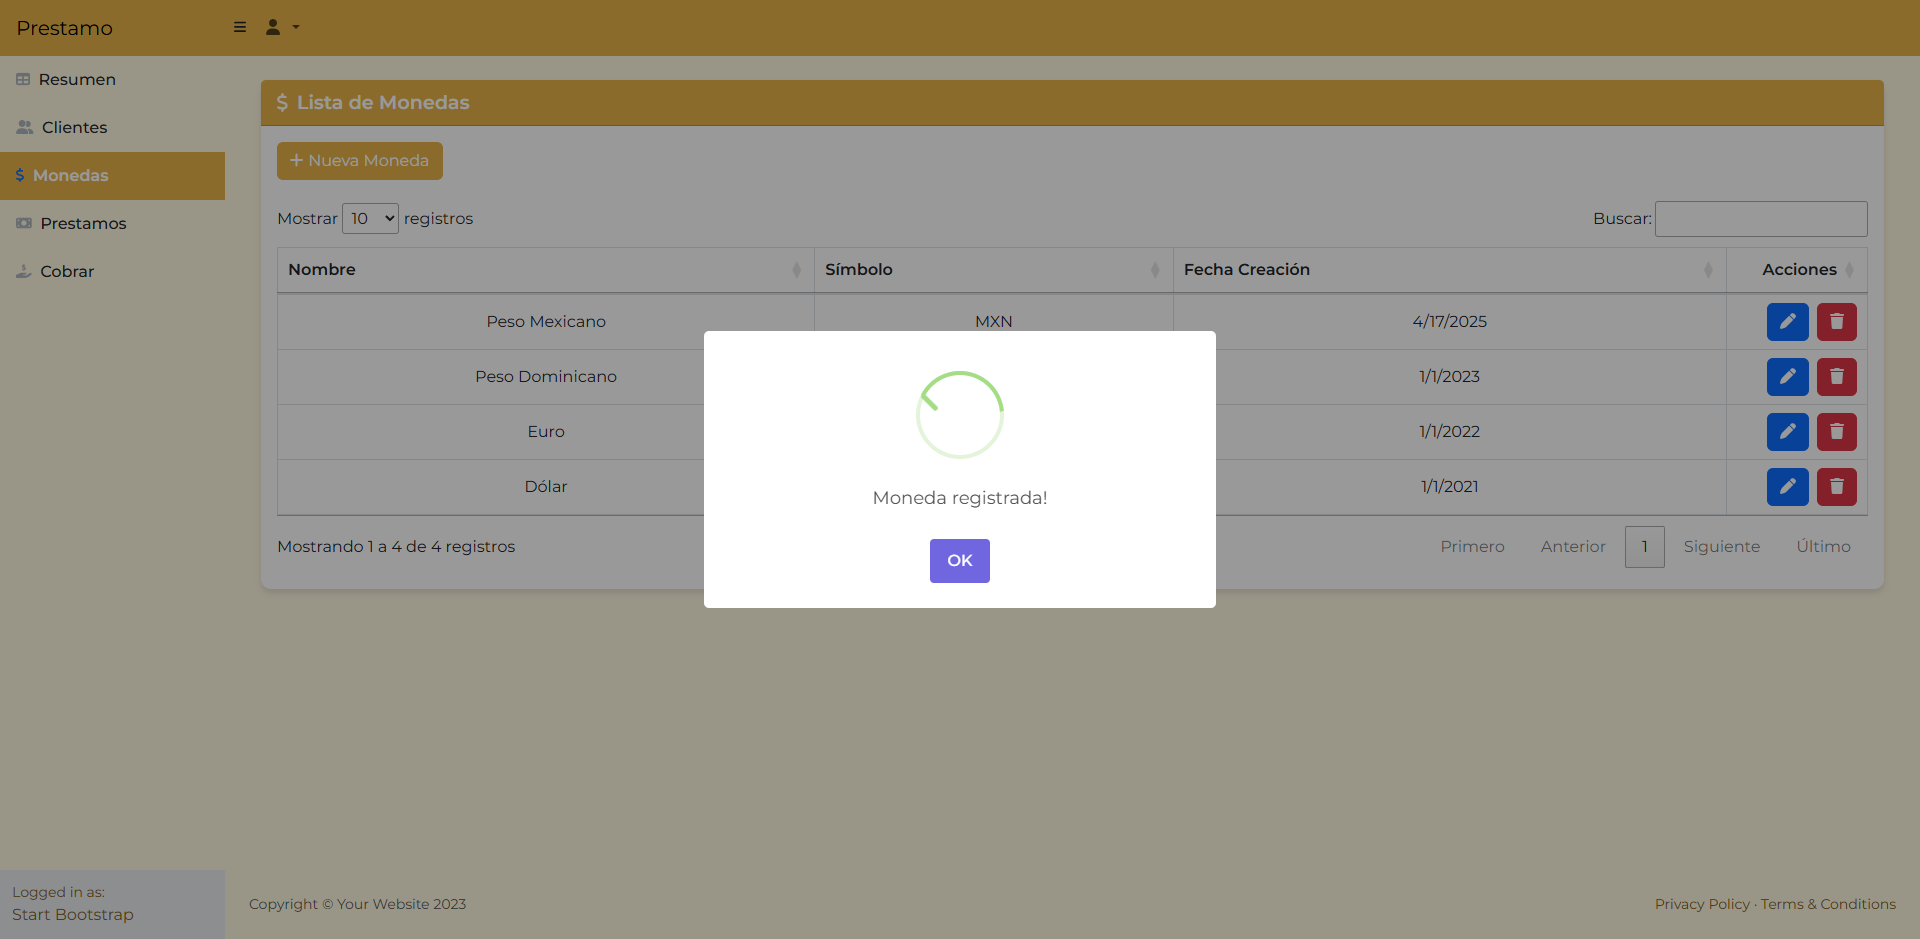 Prestamo
Resumen
Clientes
Monedas
Prestamos
Cobrar
Logged in as:
Start Bootstrap
Lista de Monedas
Nueva Moneda
Mostrar 10 registros
Buscar:
Nombre Símbolo Fecha Creación Acciones
Peso Mexicano MXN 4/17/2025
Peso Dominicano 1/1/2023
Euro 1/1/2022
Dólar 1/1/2021
Mostrando 1 a 4 de 4 registros
Primero Anterior 1 Siguiente Último
Moneda registrada!
OK
Copyright © Your Website 2023
Privacy Policy · Terms & Conditions